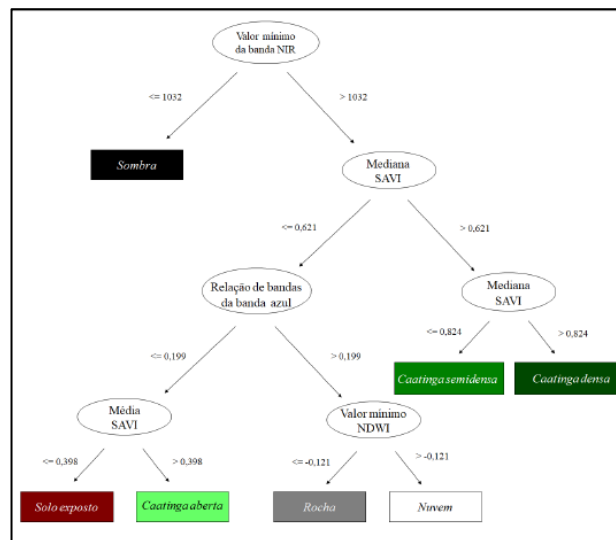 Valor mínimo
da banda NIR
<= 1032
> 1032
Sombra
Mediana
SAVI
<= 0,621
> 0,621
Relação de bandas
da banda azul
Mediana
SAVI
<= 0,824
> 0,824
<= 0,199
> 0,199
Caatinga semidensa
Caatinga densa
Média
SAVI
Valor mínimo
NDWI
<= 0,398
> 0,398
<= -0,121
> -0,121
Solo exposto
Caatinga aberta
Rocha
Nuvem